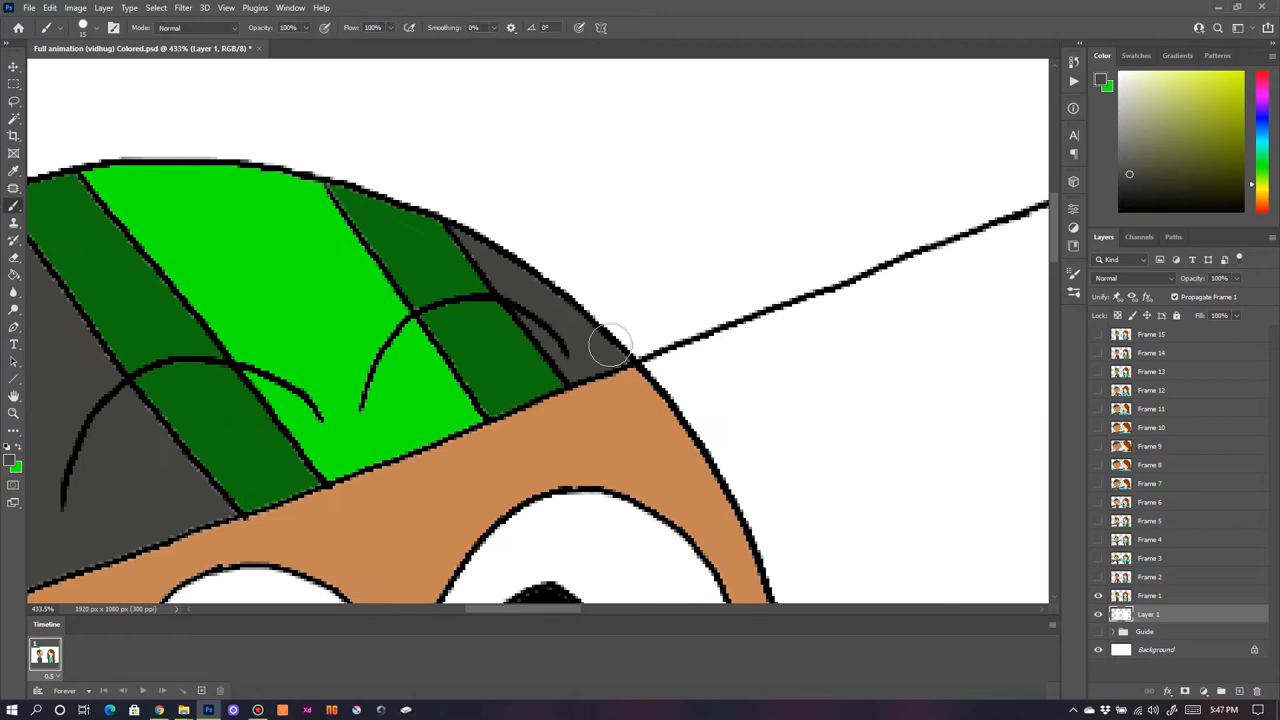 File Edit Image Layer Type Select Filter 3D View Plugins Window Help
15 Mode: Normal Opacity: 100% Flow: 100% Smoothing: 0% 0°
Full animation (vidhug) Colored.psd @ 433% (Layer 1, RGB/8) *
Color Swatches Gradients Patterns
Layers Channels Paths
Kind
Normal Opacity: 100%
Unify: Propagate Frame 1
Lock: Fill: 100%
Frame 15
Frame 14
Frame 13
Frame 12
Frame 11
Frame 10
Frame 9
Frame 8
Frame 7
Frame 6
Frame 5
Frame 4
Frame 3
Frame 2
Frame 1
Layer 1
Guide
Background
433.5% 1920 px x 1080 px (300 ppi)
Timeline
1
0.5
Forever
5:47 PM